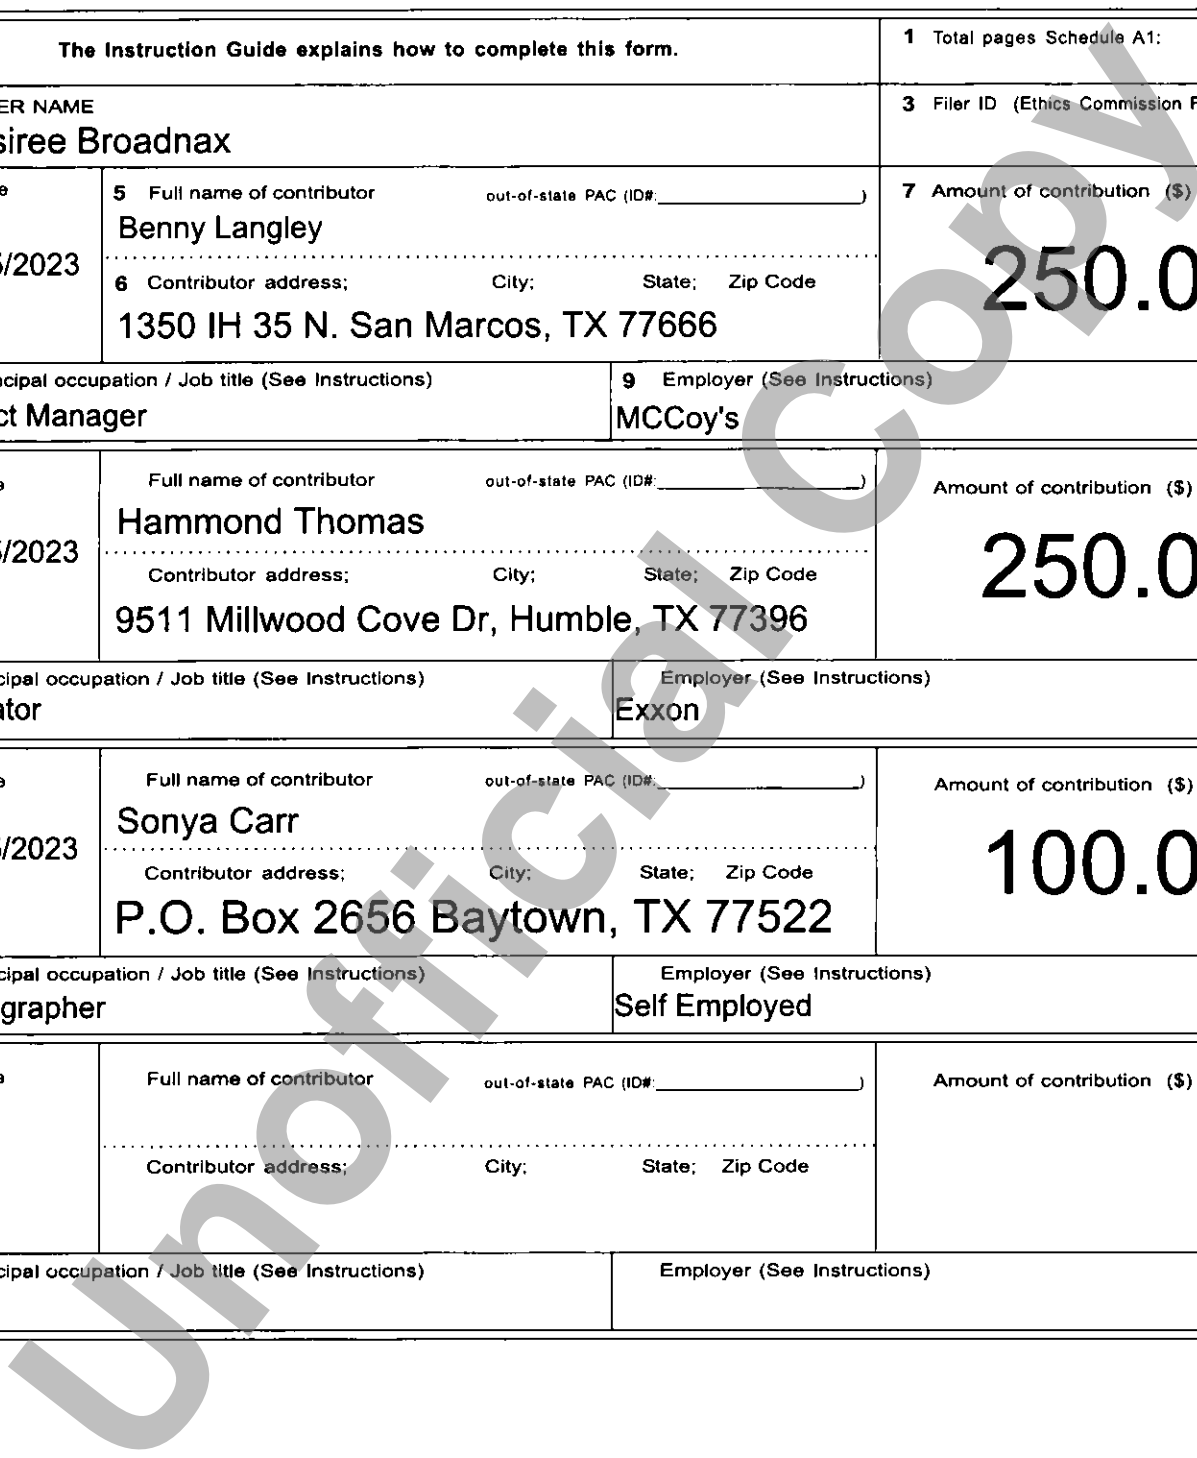 The Instruction Guide explains how to complete this form.
1 Total pages Schedule A1:
ER NAME
siree Broadnax
3 Filer ID (Ethics Commission F
e
5 Full name of contributor out-of-state PAC (ID#: )
7 Amount of contribution ($)
Benny Langley
/2023
250.0
6 Contributor address; City; State; Zip Code
1350 IH 35 N. San Marcos, TX 77666
cipal occupation / Job title (See Instructions)
9 Employer (See Instructions)
ct Manager
MCCoy's
Full name of contributor out-of-state PAC (ID#: )
Amount of contribution ($)
Hammond Thomas
/2023
250.0
Contributor address; City; State; Zip Code
9511 Millwood Cove Dr, Humble, TX 77396
cipal occupation / Job title (See Instructions)
Employer (See Instructions)
ator
Exxon
Full name of contributor out-of-state PAC (ID#: )
Amount of contribution ($)
Sonya Carr
/2023
100.0
Contributor address; City; State; Zip Code
P.O. Box 2656 Baytown, TX 77522
cipal occupation / Job title (See Instructions)
Employer (See Instructions)
grapher
Self Employed
Full name of contributor out-of-state PAC (ID#: )
Amount of contribution ($)
Contributor address; City; State; Zip Code
cipal occupation / Job title (See Instructions)
Employer (See Instructions)
Unofficial Copy